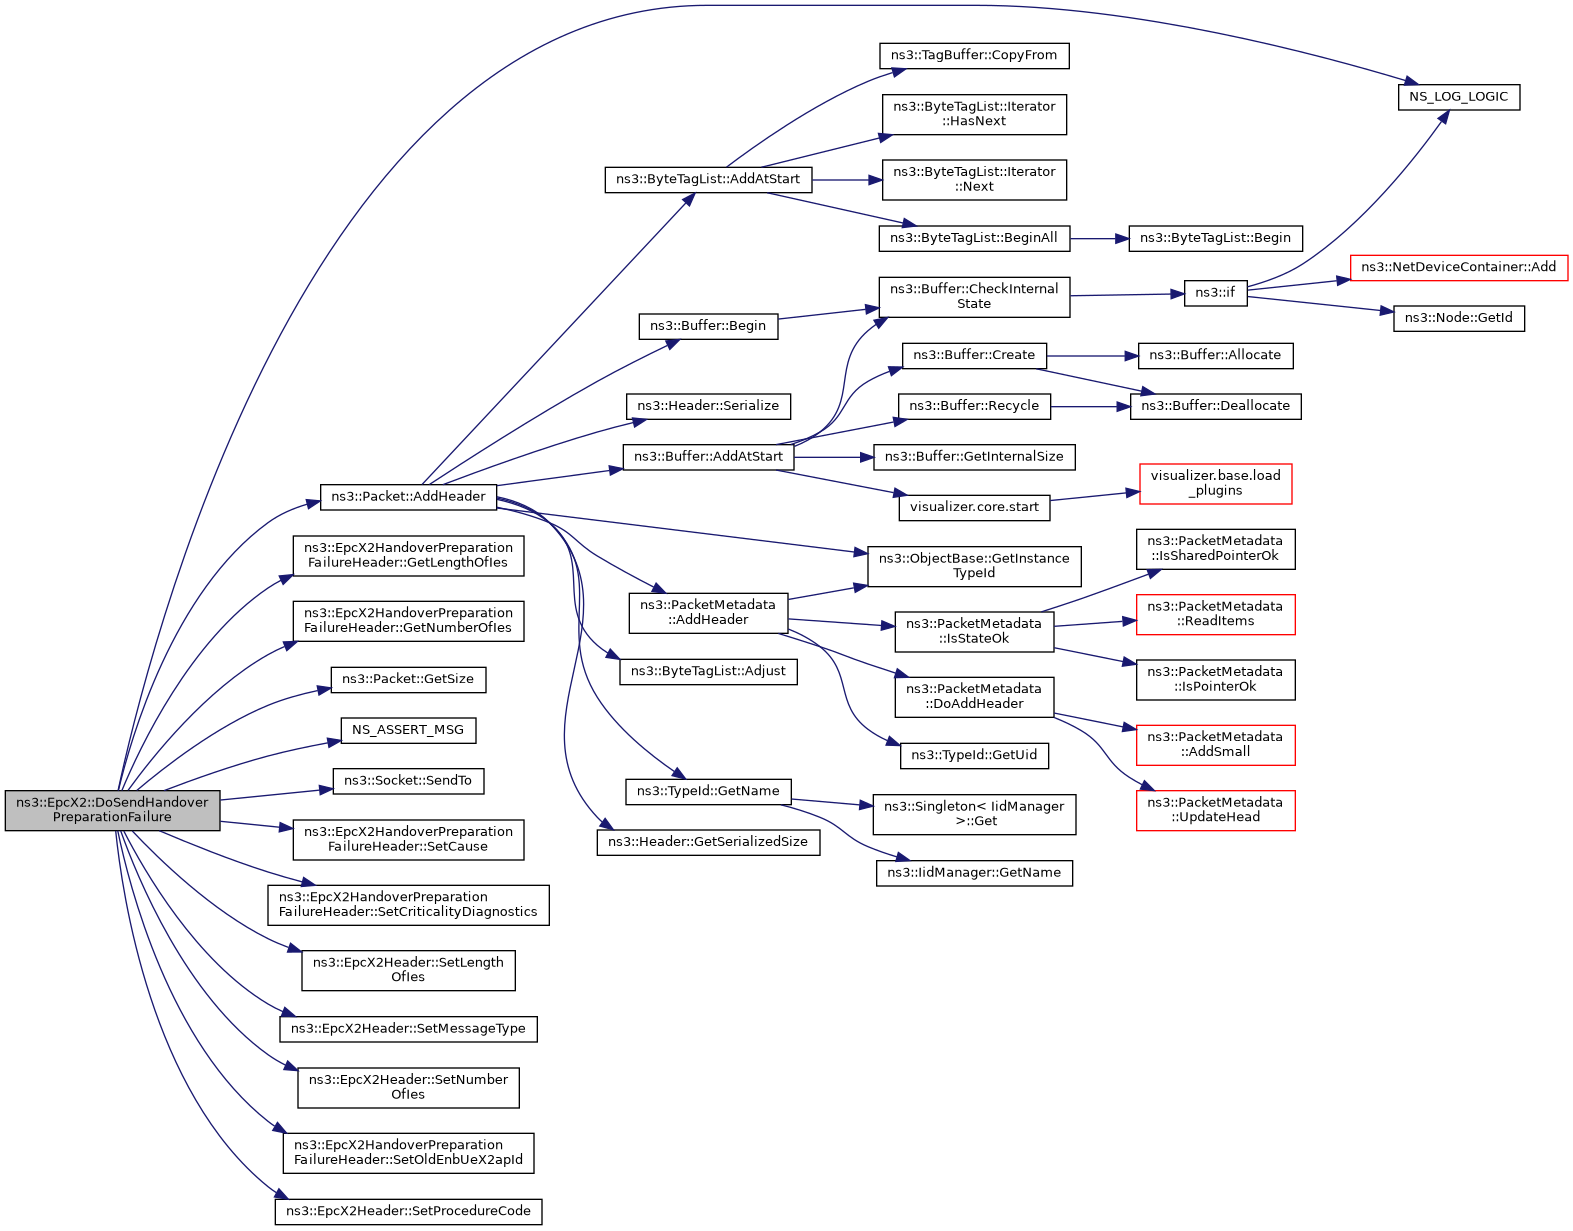 ns3::EpcX2::DoSendHandover
PreparationFailure
ns3::Packet::AddHeader
ns3::EpcX2HandoverPreparation
FailureHeader::GetLengthOfIes
ns3::EpcX2HandoverPreparation
FailureHeader::GetNumberOfIes
ns3::Packet::GetSize
NS_ASSERT_MSG
ns3::Socket::SendTo
ns3::EpcX2HandoverPreparation
FailureHeader::SetCause
ns3::EpcX2HandoverPreparation
FailureHeader::SetCriticalityDiagnostics
ns3::EpcX2Header::SetLength
OfIes
ns3::EpcX2Header::SetMessageType
ns3::EpcX2Header::SetNumber
OfIes
ns3::EpcX2HandoverPreparation
FailureHeader::SetOldEnbUeX2apId
ns3::EpcX2Header::SetProcedureCode
ns3::ByteTagList::AddAtStart
ns3::Buffer::Begin
ns3::Header::Serialize
ns3::Buffer::AddAtStart
ns3::PacketMetadata
::AddHeader
ns3::ByteTagList::Adjust
ns3::TypeId::GetName
ns3::Header::GetSerializedSize
ns3::TagBuffer::CopyFrom
ns3::ByteTagList::Iterator
::HasNext
ns3::ByteTagList::Iterator
::Next
ns3::ByteTagList::BeginAll
ns3::Buffer::CheckInternal
State
ns3::Buffer::Create
ns3::Buffer::Recycle
ns3::Buffer::GetInternalSize
visualizer.core.start
ns3::ObjectBase::GetInstance
TypeId
ns3::PacketMetadata
::IsStateOk
ns3::PacketMetadata
::DoAddHeader
ns3::TypeId::GetUid
ns3::Singleton< IidManager
>::Get
ns3::IidManager::GetName
ns3::ByteTagList::Begin
ns3::if
ns3::Buffer::Allocate
ns3::Buffer::Deallocate
visualizer.base.load
_plugins
ns3::PacketMetadata
::IsSharedPointerOk
ns3::PacketMetadata
::ReadItems
ns3::PacketMetadata
::IsPointerOk
ns3::PacketMetadata
::AddSmall
ns3::PacketMetadata
::UpdateHead
NS_LOG_LOGIC
ns3::NetDeviceContainer::Add
ns3::Node::GetId